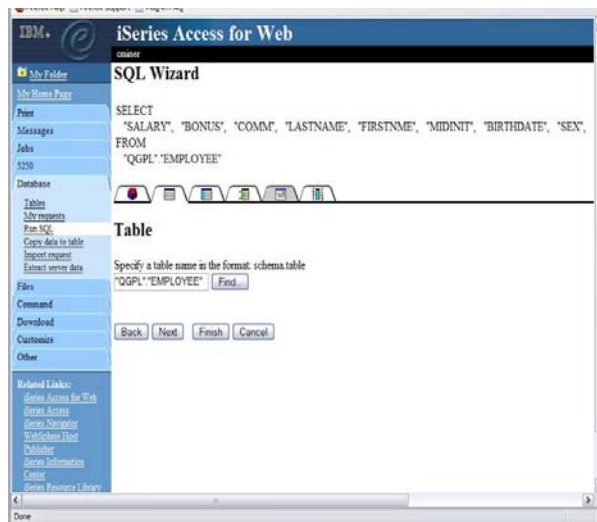 IBM.
iSeries Access for Web
cminer
My Folder
My Home Page
Print
Messages
Jobs
5250
Database
Tables
My requests
Run SQL
Copy data to table
Import request
Extract server data
Files
Command
Download
Customize
Other
Related Links:
iSeries Access for Web
iSeries Access
iSeries Navigator
WebSphere Host
Publisher
iSeries Information
Center
iSeries Resource Library
SQL Wizard
SELECT
"SALARY", "BONUS", "COMM", "LASTNAME", "FIRSTNME", "MIDINIT", "BIRTHDATE", "SEX",
FROM
"QGPL"."EMPLOYEE"
Table
Specify a table name in the format: schema.table
"QGPL"."EMPLOYEE" Find...
Back Next Finish Cancel
Done